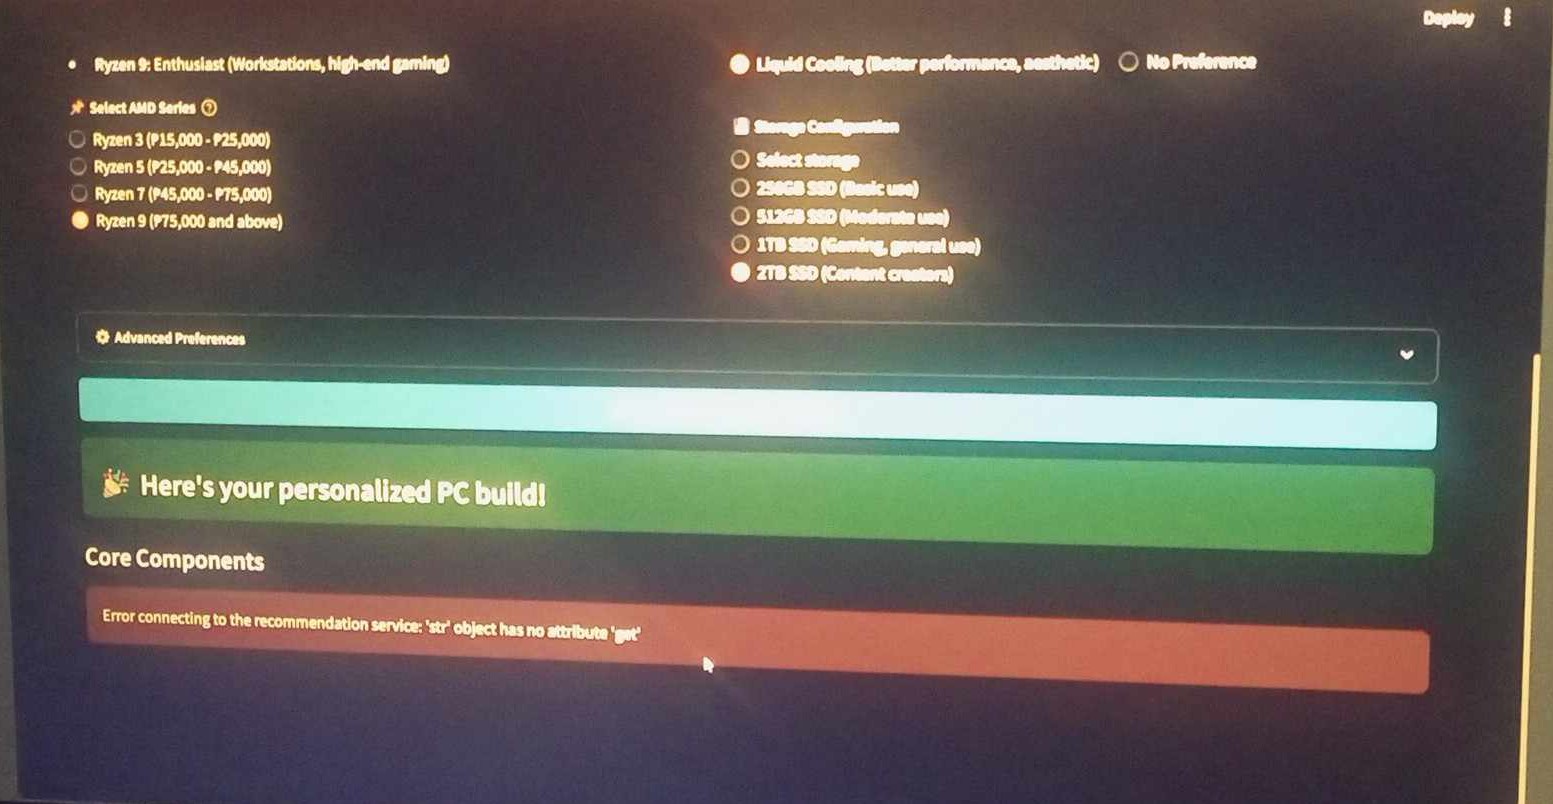 Deploy
Ryzen 9: Enthusiast (Workstations, high-end gaming)
Select AMD Series
Ryzen 3 (₱15,000 - ₱25,000)
Ryzen 5 (₱25,000 - ₱45,000)
Ryzen 7 (₱45,000 - ₱75,000)
Ryzen 9 (₱75,000 and above)
Liquid Cooling (Better performance, aesthetic)
No Preference
Storage Configuration
Select storage
256GB SSD (Basic use)
512GB SSD (Moderate use)
1TB SSD (Gaming, general use)
2TB SSD (Content creators)
Advanced Preferences
Here's your personalized PC build!
Core Components
Error connecting to the recommendation service: 'str' object has no attribute 'get'